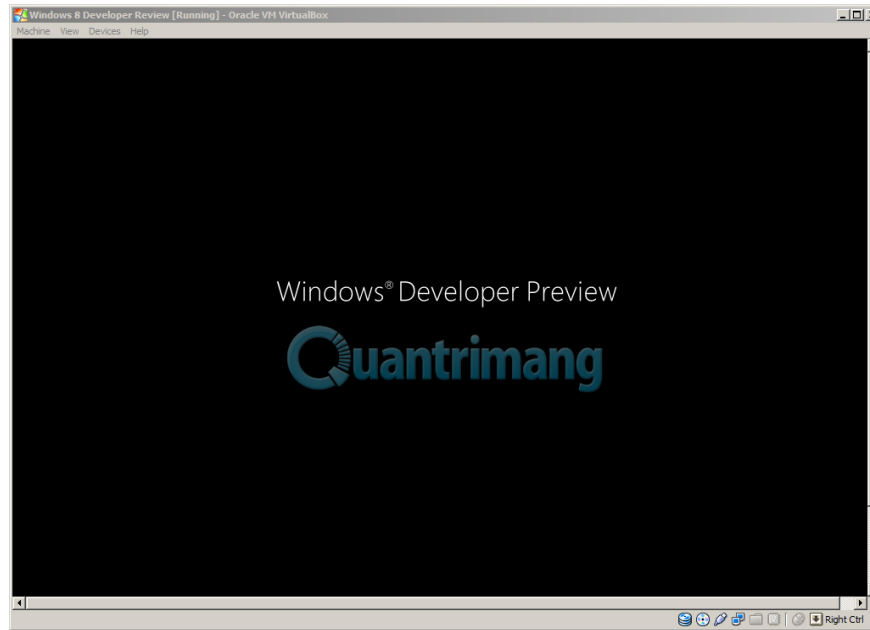 Windows 8 Developer Review [Running] - Oracle VM VirtualBox
Machine View Devices Help
Windows® Developer Preview
Quantrimang
Right Ctrl